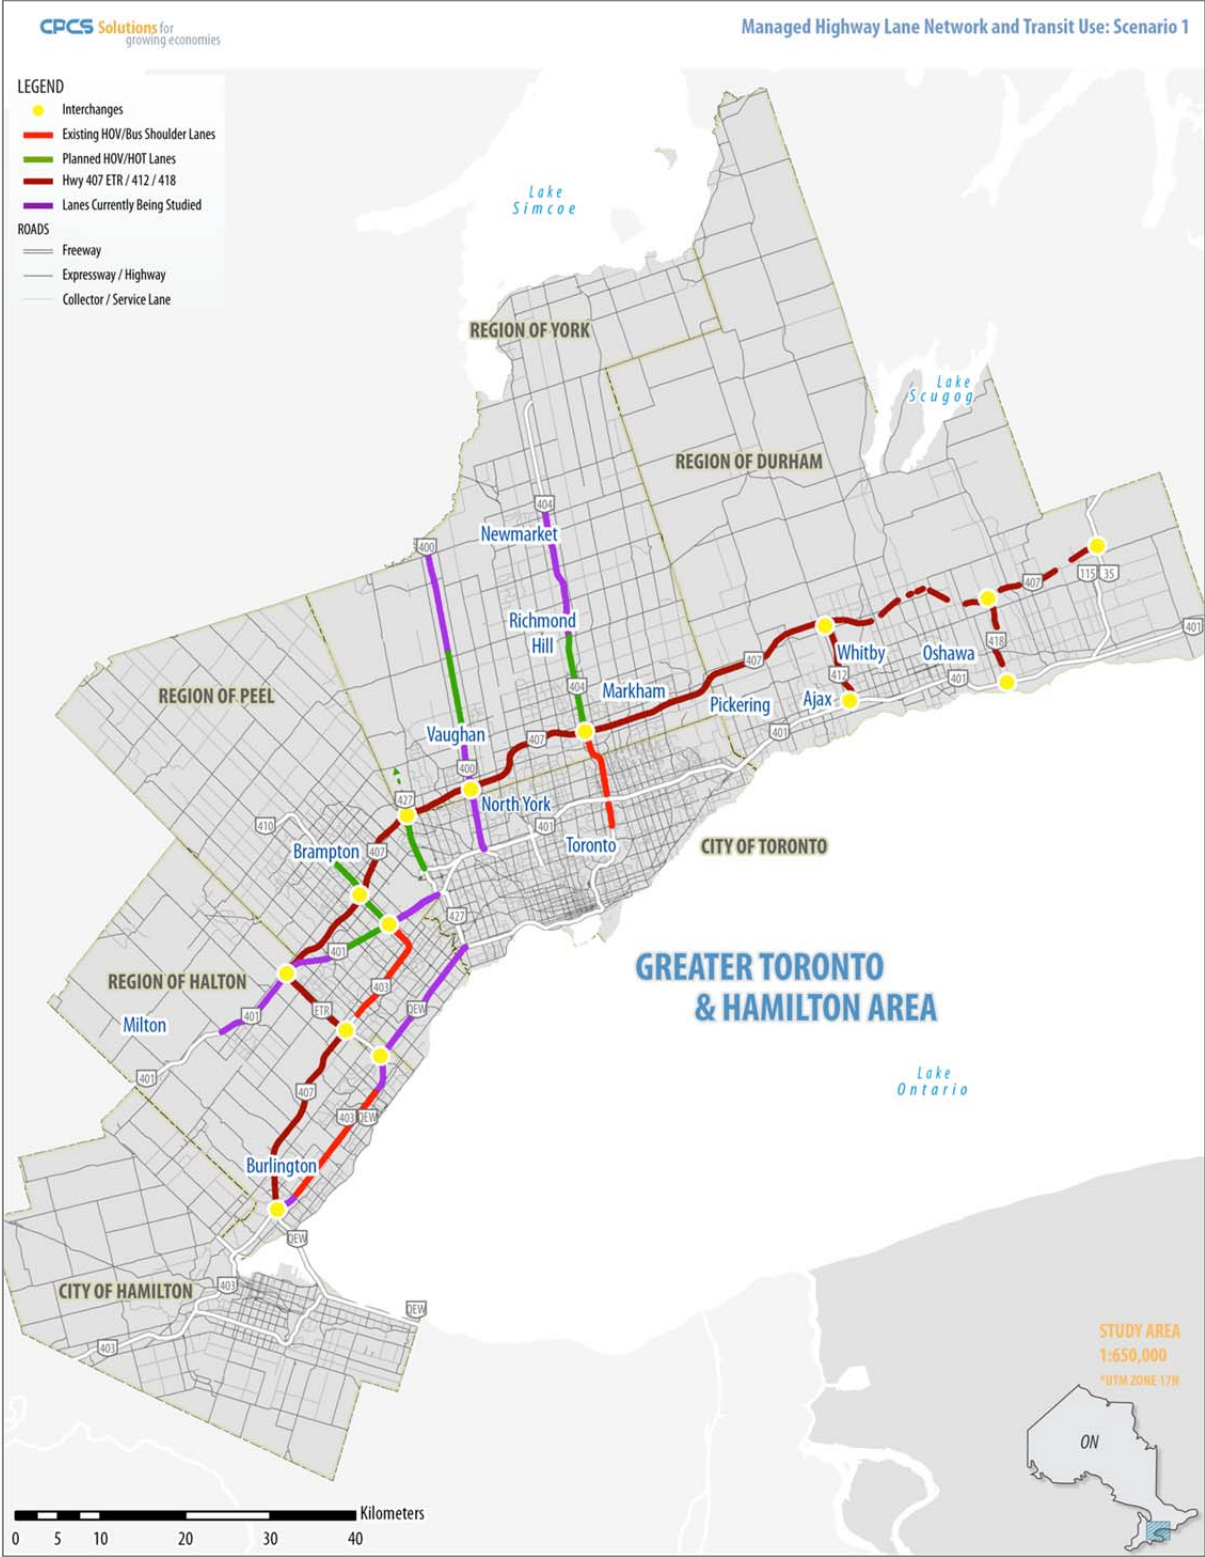 CPCS Solutions for
growing economies
Managed Highway Lane Network and Transit Use: Scenario 1
LEGEND
Interchanges
Existing HOV/Bus Shoulder Lanes
Planned HOV/HOT Lanes
Hwy 407 ETR / 412 / 418
Lanes Currently Being Studied
ROADS
Freeway
Expressway / Highway
Collector / Service Lane
Lake
Simcoe
REGION OF YORK
Lake
Scugog
REGION OF DURHAM
404
Newmarket
400
115 35
407
Richmond
Hill
401
418
Whitby
Oshawa
407
412
401
404
Markham
REGION OF PEEL
Pickering
Ajax
401
Vaughan
407
400
427
North York
410
401
Brampton
407
Toronto
CITY OF TORONTO
427
401
GREATER TORONTO
& HAMILTON AREA
REGION OF HALTON
403
ETR
QEW
401
Milton
401
Lake
Ontario
407
403 QEW
Burlington
QEW
CITY OF HAMILTON
403
QEW
403
STUDY AREA
1:650,000
*UTM ZONE 17N
ON
Kilometers
0 5 10 20 30 40